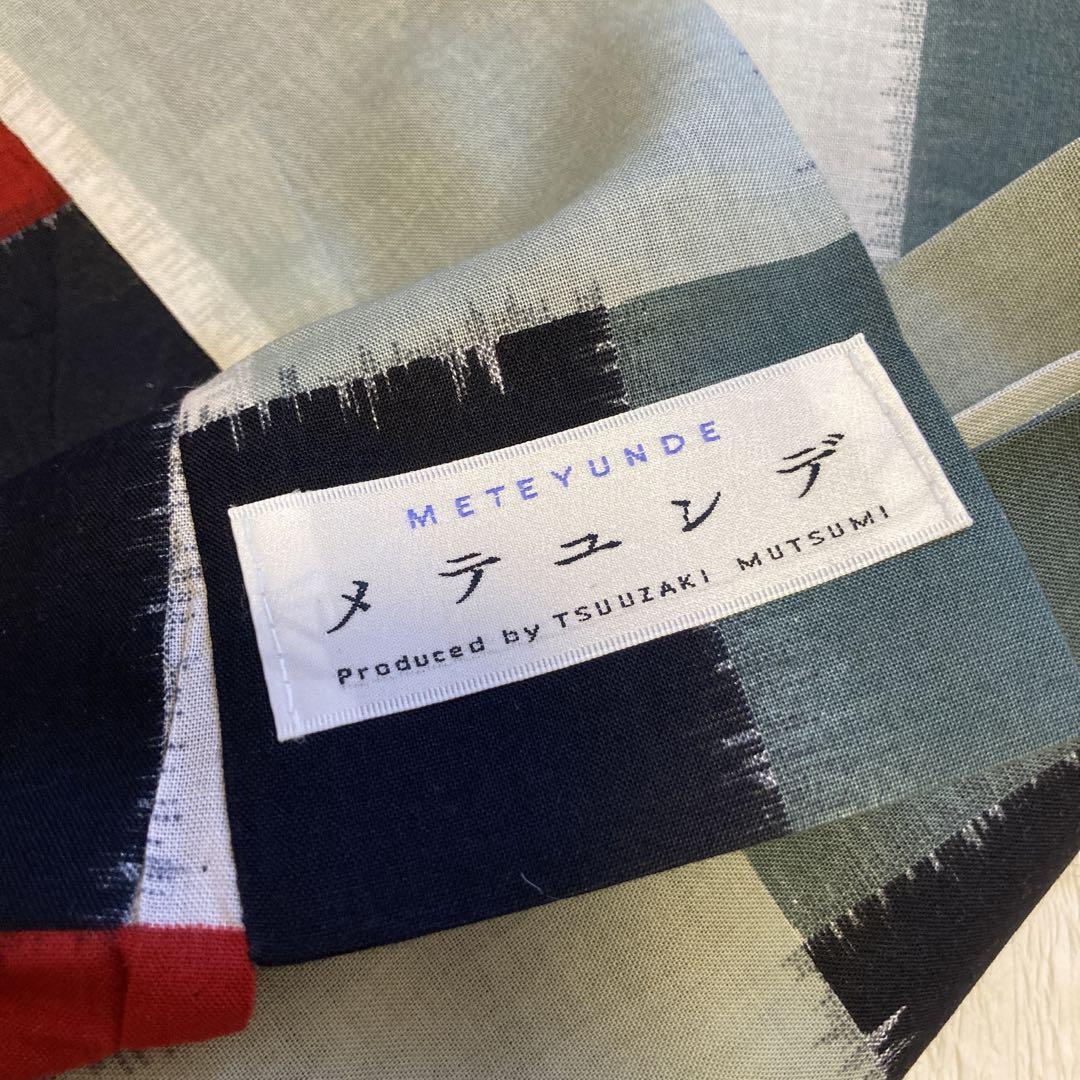 METEYUNDE
メテユンデ
Produced by TSUUZAKI MUTSUMI